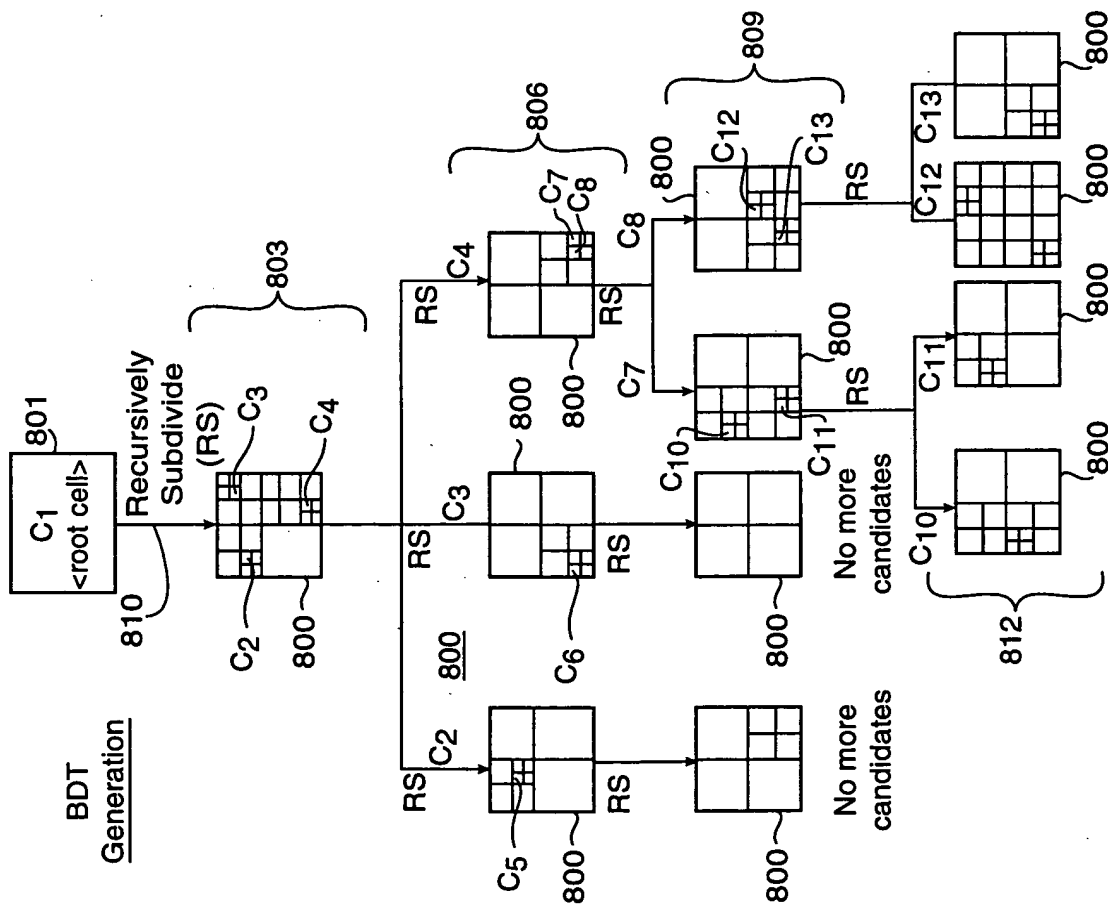 BDT
Generation
C1
<root cell>
801
810
Recursively
Subdivide
(RS)
803
C2
C3
C4
800
RS
C2
RS
C3
RS
C4
800
806
C5
800
C6
800
C7
C8
800
RS
RS
RS
C7
C8
809
800
800
C10
C11
800
C12
C13
800
No more
candidates
No more
candidates
RS
RS
C10
C11
C12
C13
812
800
800
800
800